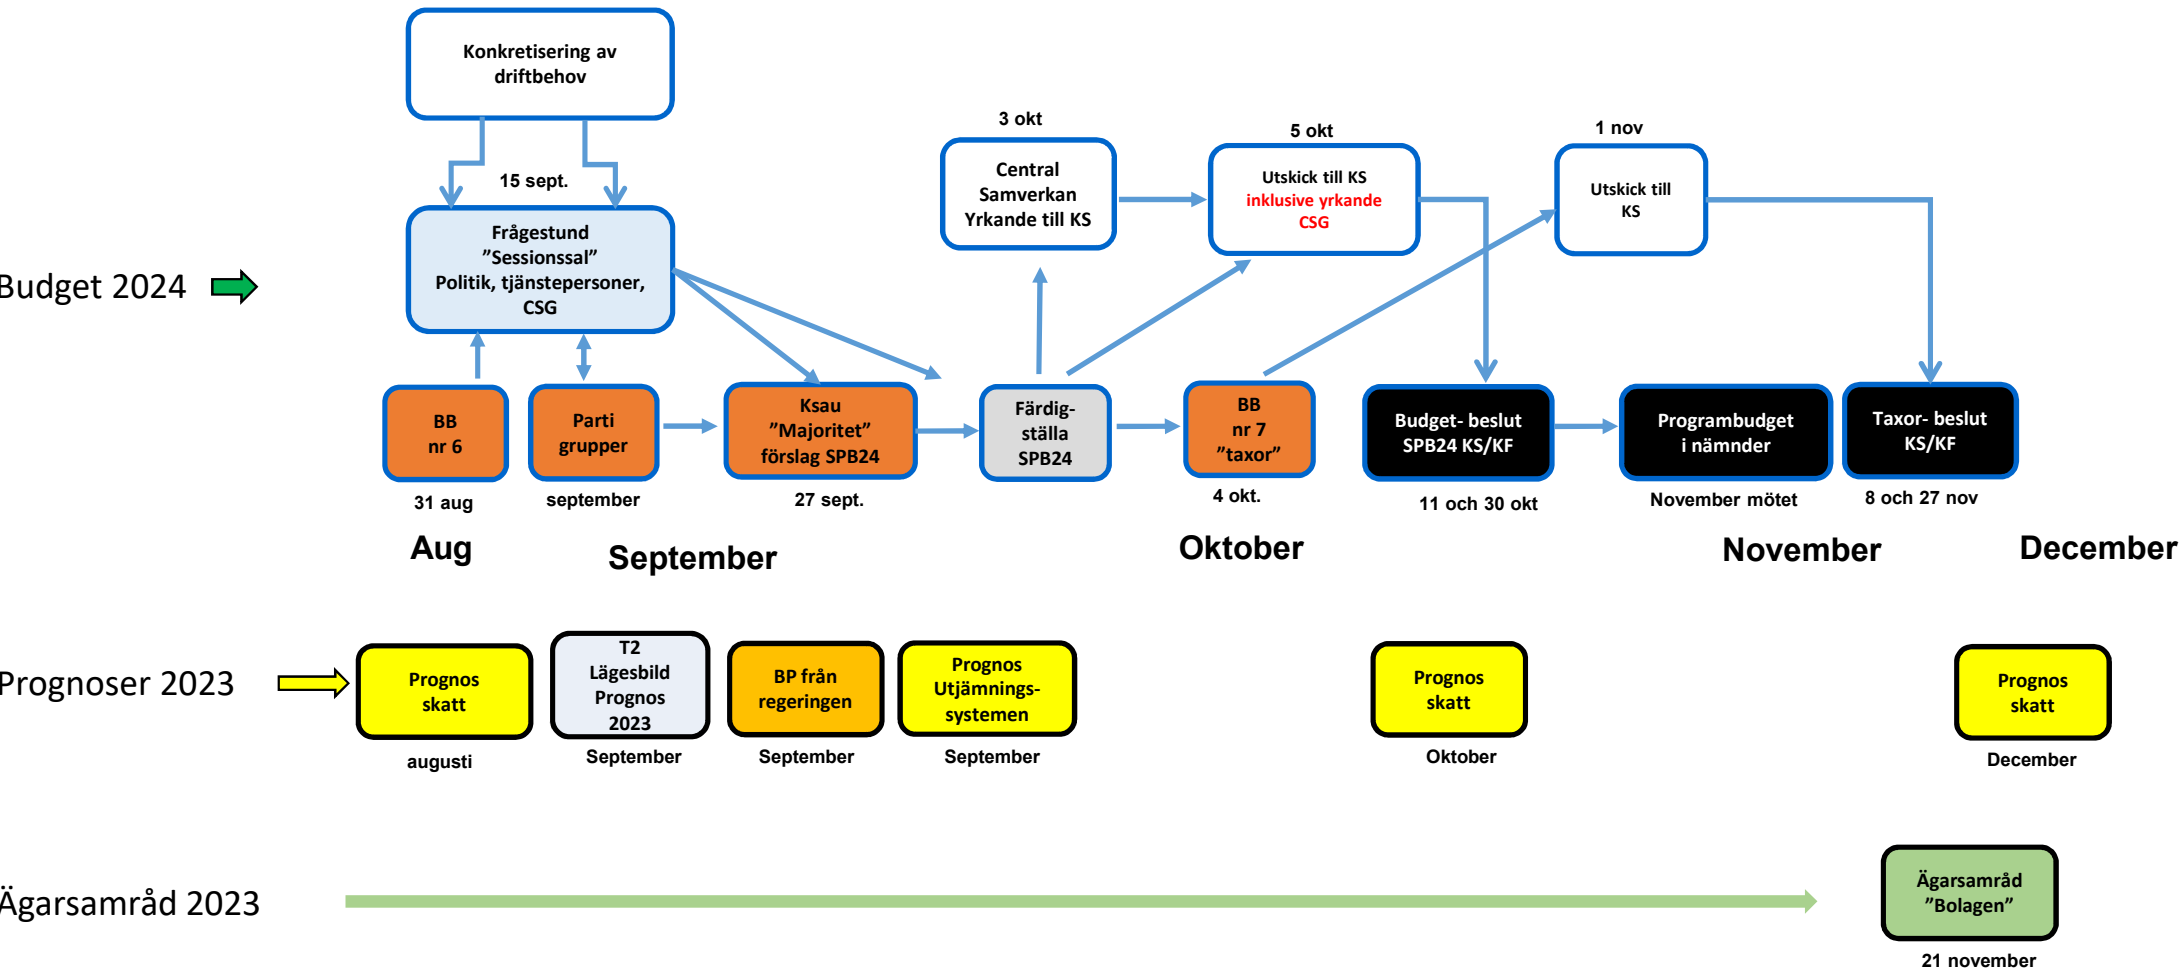 Konkretisering av
driftbehov
3 okt
5 okt
1 nov
Central
Samverkan
Yrkande till KS
Utskick till KS
inklusive yrkande
CSG
Utskick till
KS
15 sept.
Frågestund
”Sessionssal”
Politik, tjänstepersoner,
CSG
Budget 2024
BB
nr 6
Parti
grupper
Ksau
”Majoritet”
förslag SPB24
Färdig-
ställa
SPB24
BB
nr 7
”taxor”
Budget- beslut
SPB24 KS/KF
Programbudget
i nämnder
Taxor- beslut
KS/KF
31 aug
september
27 sept.
4 okt.
11 och 30 okt
November mötet
8 och 27 nov
Aug
September
Oktober
November
December
Prognoser 2023
Prognos
skatt
T2
Lägesbild
Prognos
2023
BP från
regeringen
Prognos
Utjämnings-
systemen
Prognos
skatt
Prognos
skatt
augusti
September
September
September
Oktober
December
Ägarsamråd 2023
Ägarsamråd
”Bolagen”
21 november